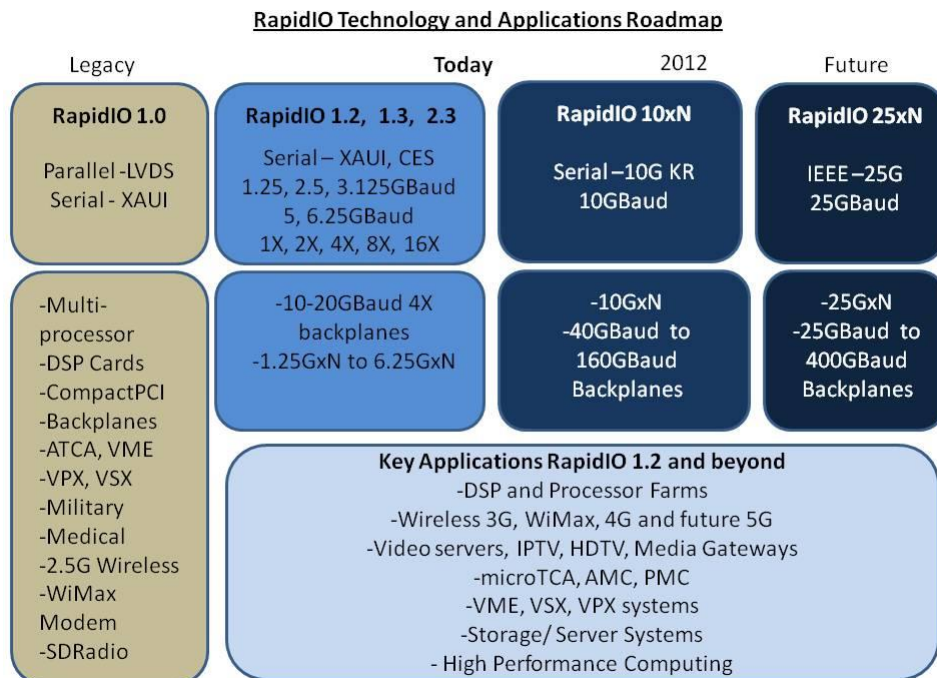 RapidIO Technology and Applications Roadmap
Legacy
Today
2012
Future
RapidIO 1.0
Parallel -LVDS
Serial - XAUI
RapidIO 1.2, 1.3, 2.3
Serial – XAUI, CES
1.25, 2.5, 3.125GBaud
5, 6.25GBaud
1X, 2X, 4X, 8X, 16X
RapidIO 10xN
Serial –10G KR
10GBaud
RapidIO 25xN
IEEE –25G
25GBaud
-Multi-
processor
-DSP Cards
-CompactPCI
-Backplanes
-ATCA, VME
-VPX, VSX
-Military
-Medical
-2.5G Wireless
-WiMax
Modem
-SDRadio
-10-20GBaud 4X
backplanes
-1.25GxN to 6.25GxN
-10GxN
-40GBaud to
160GBaud
Backplanes
-25GxN
-25GBaud to
400GBaud
Backplanes
Key Applications RapidIO 1.2 and beyond
-DSP and Processor Farms
-Wireless 3G, WiMax, 4G and future 5G
-Video servers, IPTV, HDTV, Media Gateways
-microTCA, AMC, PMC
-VME, VSX, VPX systems
-Storage/ Server Systems
- High Performance Computing